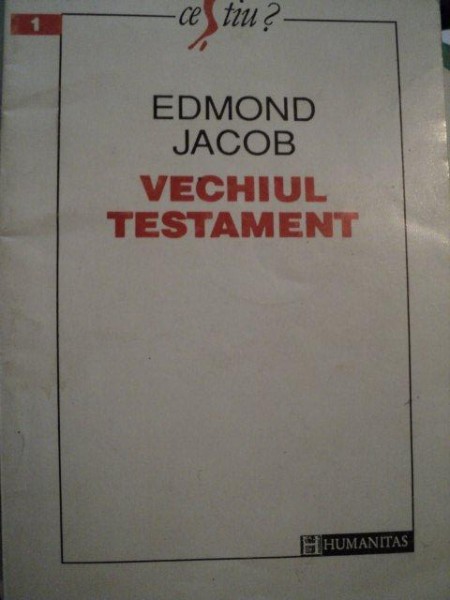 1
ce Știu?
EDMOND
JACOB
VECHIUL
TESTAMENT
HUMANITAS